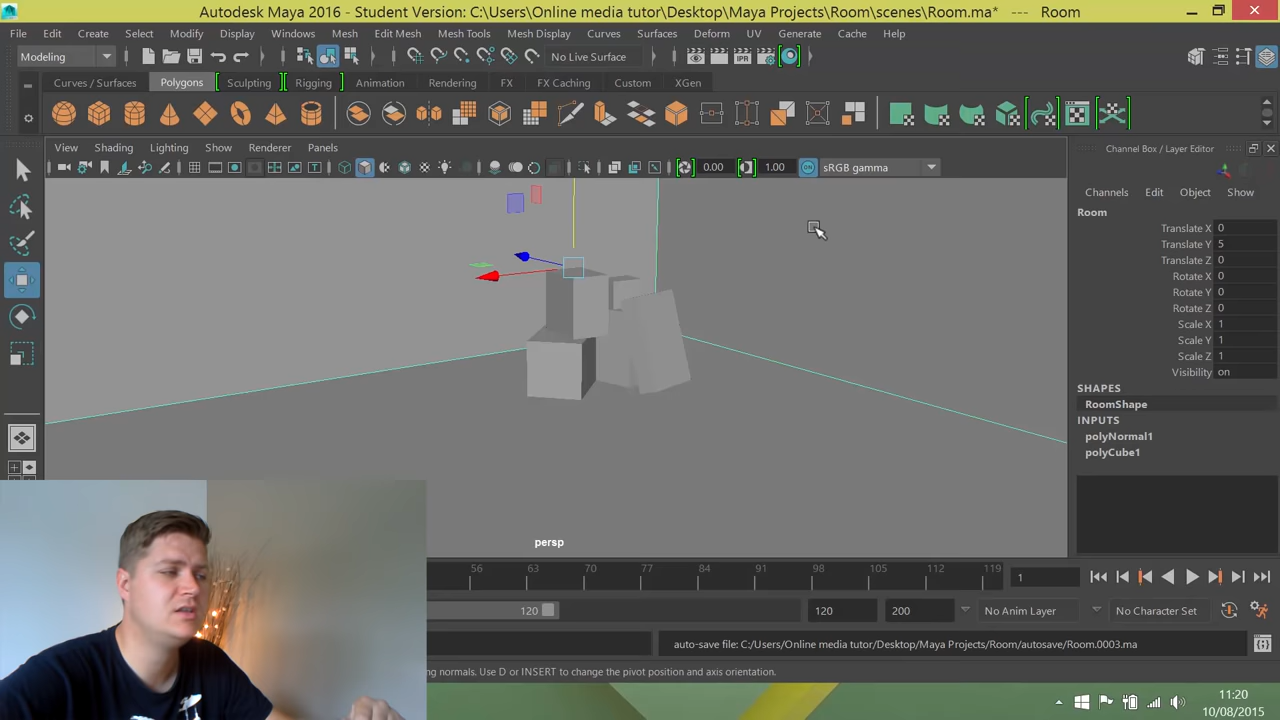 Autodesk Maya 2016 - Student Version: C:\Users\Online media tutor\Desktop\Maya Projects\Room\scenes\Room.ma* --- Room
File Edit Create Select Modify Display Windows Mesh Edit Mesh Mesh Tools Mesh Display Curves Surfaces Deform UV Generate Cache Help
Modeling No Live Surface
Curves / Surfaces Polygons Sculpting Rigging Animation Rendering FX FX Caching Custom XGen
View Shading Lighting Show Renderer Panels
Channel Box / Layer Editor
0.00 1.00 ON sRGB gamma
Channels Edit Object Show
Room
Translate X 0
Translate Y 5
Translate Z 0
Rotate X 0
Rotate Y 0
Rotate Z 0
Scale X 1
Scale Y 1
Scale Z 1
Visibility on
SHAPES
RoomShape
INPUTS
polyNormal1
polyCube1
persp
56 63 70 77 84 91 98 105 112 119 1
120 120 200 No Anim Layer No Character Set
auto-save file: C:/Users/Online media tutor/Desktop/Maya Projects/Room/autosave/Room.0003.ma
ing normals. Use D or INSERT to change the pivot position and axis orientation.
11:20
10/08/2015